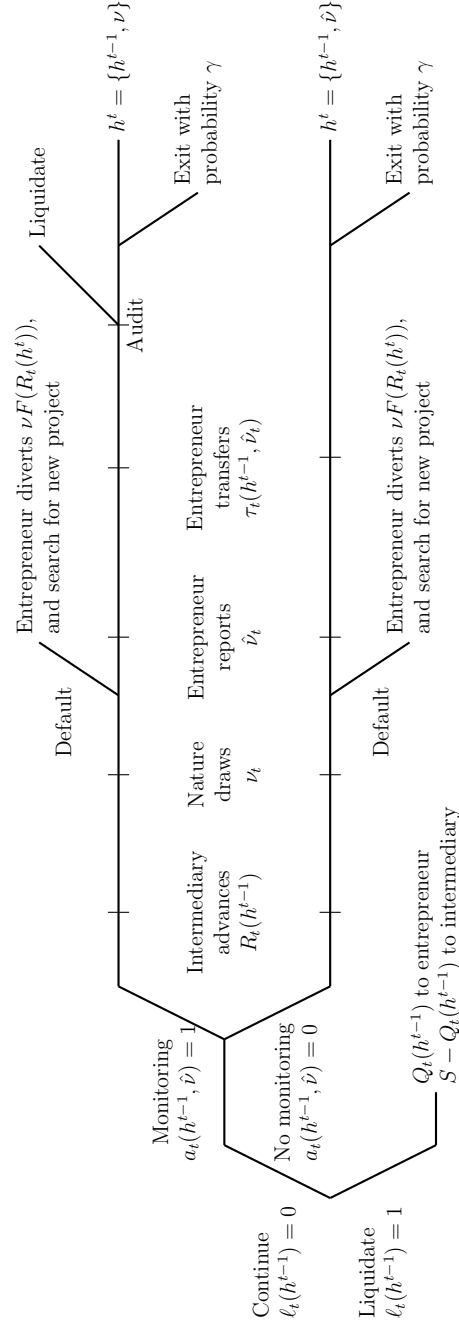 Continue
ℓ_t(h^{t−1}) = 0
Liquidate
ℓ_t(h^{t−1}) = 1
Monitoring
a_t(h^{t−1}, ν̂) = 1
No monitoring
a_t(h^{t−1}, ν̂) = 0
Q_t(h^{t−1}) to entrepreneur
S − Q_t(h^{t−1}) to intermediary
Intermediary
advances
R_t(h^{t−1})
Nature
draws
ν_t
Entrepreneur
reports
ν̂_t
Entrepreneur
transfers
τ_t(h^{t−1}, ν̂_t)
Default
Entrepreneur diverts νF(R_t(h^t)),
and search for new project
Audit
Liquidate
Exit with
probability γ
h^t = {h^{t−1}, ν}
Default
Entrepreneur diverts νF(R_t(h^t)),
and search for new project
Exit with
probability γ
h^t = {h^{t−1}, ν̂}